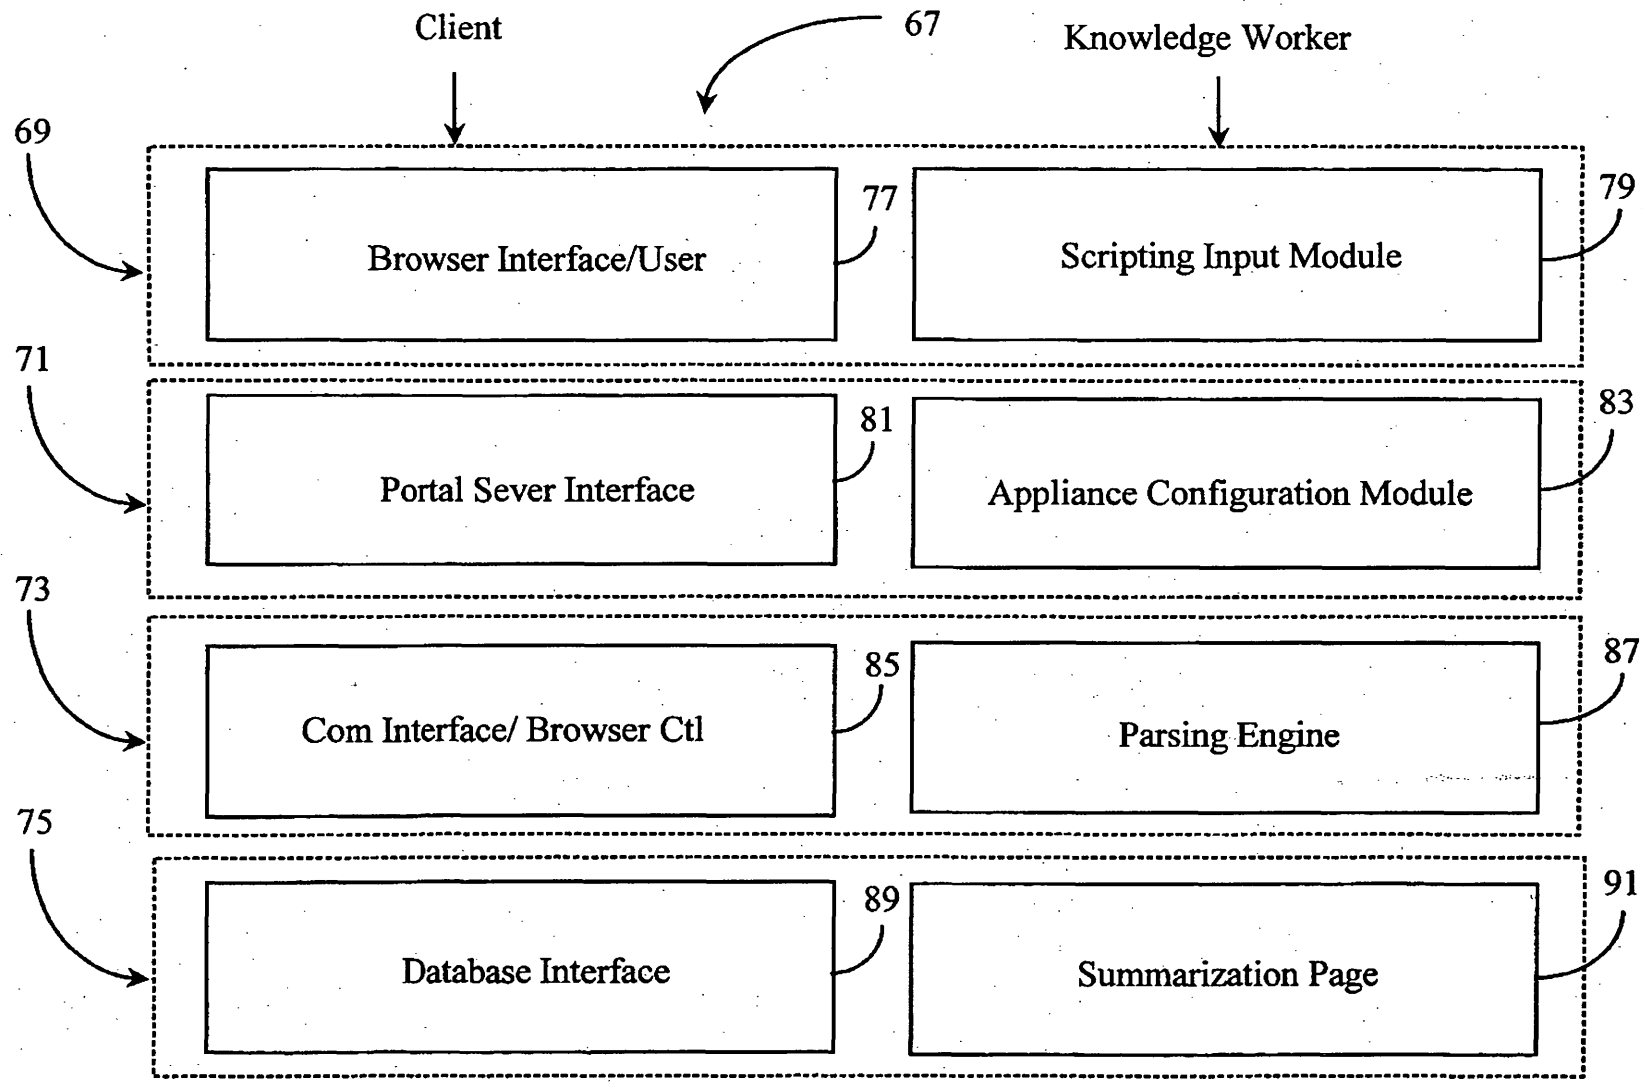 Client
67
Knowledge Worker
69
Browser Interface/User
77
Scripting Input Module
79
71
Portal Sever Interface
81
Appliance Configuration Module
83
73
Com Interface/ Browser Ctl
85
Parsing Engine
87
75
Database Interface
89
Summarization Page
91